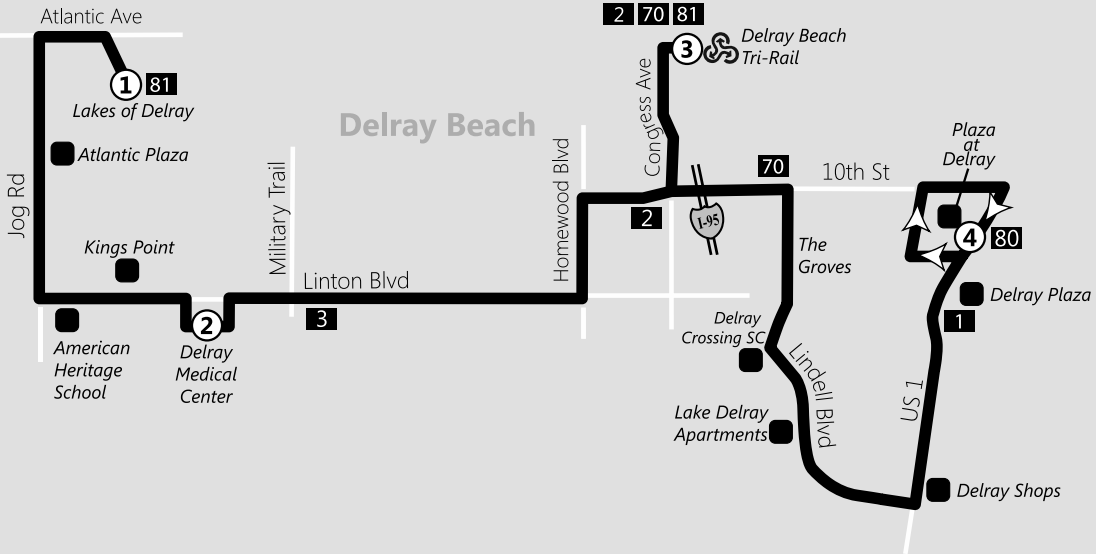 Atlantic Ave
2 70 81
3
Delray Beach
Tri-Rail
1 81
Lakes of Delray
Congress Ave
Delray Beach
Plaza
at
Delray
Atlantic Plaza
Military Trail
Homewood Blvd
70
10th St
Jog Rd
2
I-95
4 80
Kings Point
The
Groves
Linton Blvd
Delray Plaza
3
1
2
American
Heritage
School
Delray
Medical
Center
Delray
Crossing SC
Lindell Blvd
US 1
Lake Delray
Apartments
Delray Shops